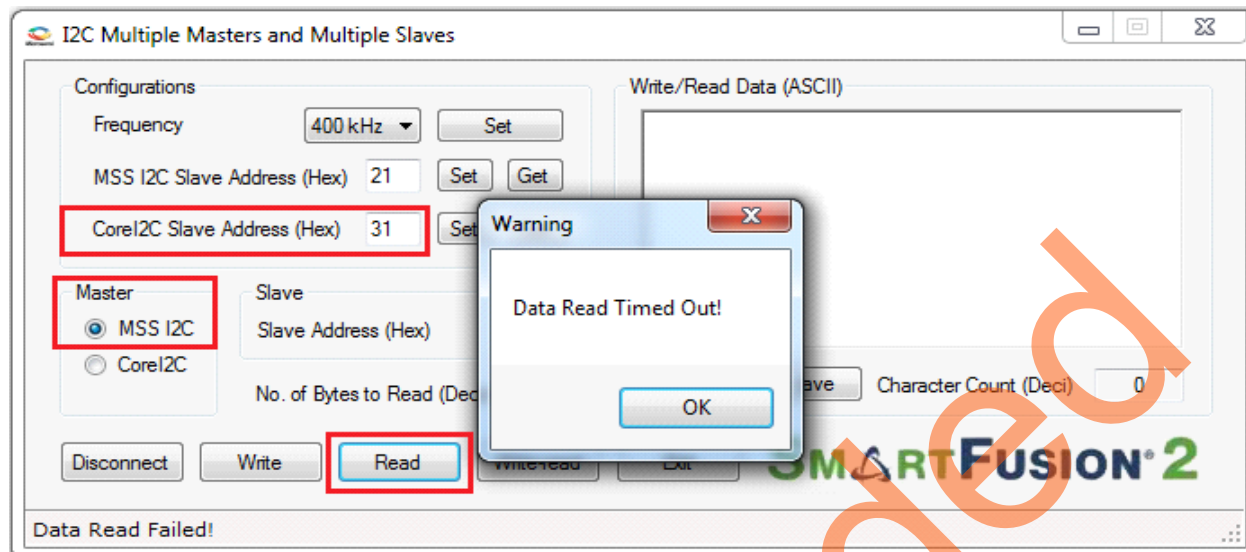 I2C Multiple Masters and Multiple Slaves
Configurations
Frequency 400 kHz Set
MSS I2C Slave Address (Hex) 21 Set Get
CoreI2C Slave Address (Hex) 31 Set
Write/Read Data (ASCII)
Warning
Data Read Timed Out!
OK
Master
MSS I2C
CoreI2C
Slave
Slave Address (Hex)
No. of Bytes to Read
Character Count (Deci) 0
Disconnect Write Read Exit
SMARTFUSION® 2
Data Read Failed!